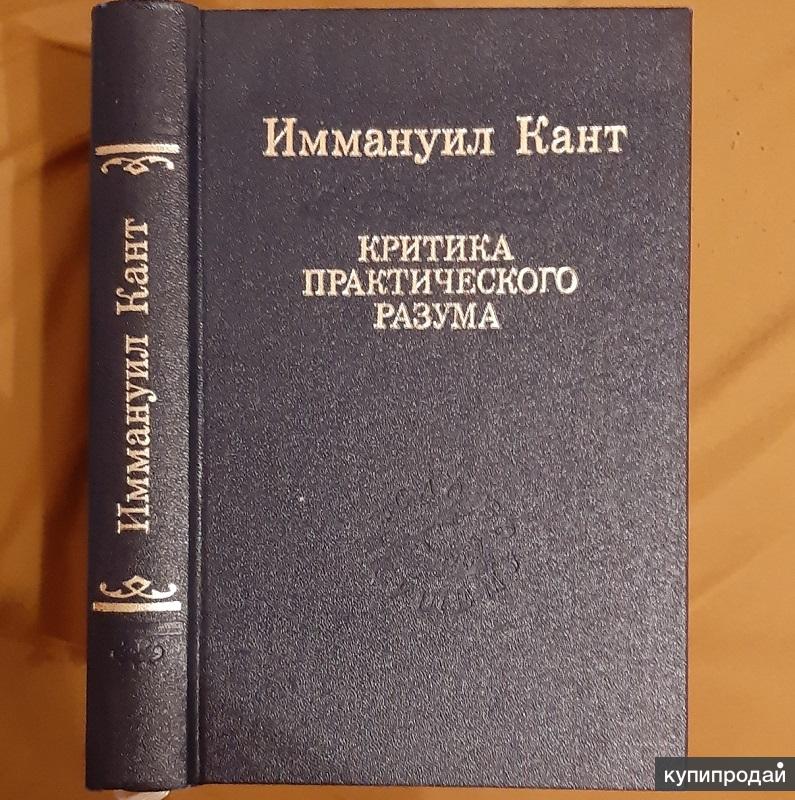 Иммануил Кант
Иммануил Кант
КРИТИКА
ПРАКТИЧЕСКОГО
РАЗУМА
купипродай